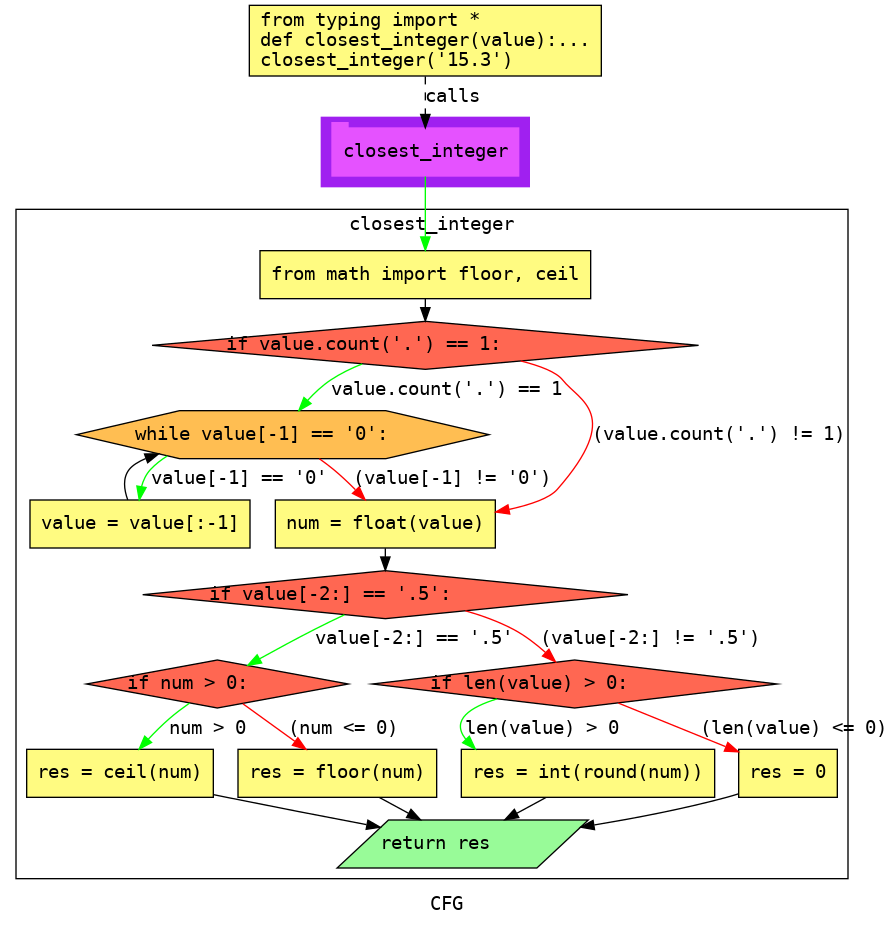 from typing import *
def closest_integer(value):...
closest_integer('15.3')
calls
closest_integer
closest_integer
from math import floor, ceil
if value.count('.') == 1:
value.count('.') == 1
(value.count('.') != 1)
while value[-1] == '0':
value[-1] == '0'
(value[-1] != '0')
value = value[:-1]
num = float(value)
if value[-2:] == '.5':
value[-2:] == '.5'
(value[-2:] != '.5')
if num > 0:
if len(value) > 0:
num > 0
(num <= 0)
len(value) > 0
(len(value) <= 0)
res = ceil(num)
res = floor(num)
res = int(round(num))
res = 0
return res
CFG